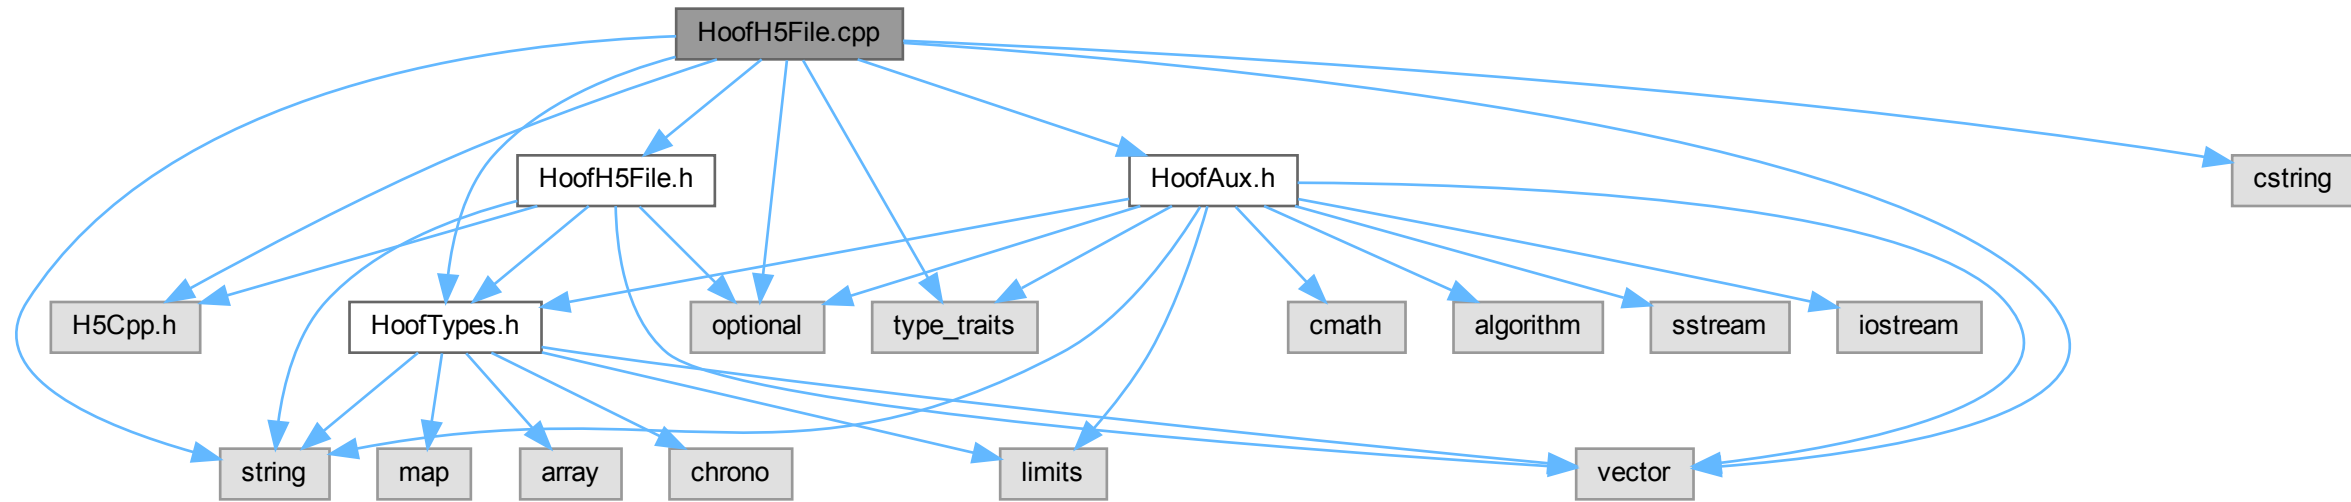 HoofH5File.cpp
HoofH5File.h
HoofAux.h
cstring
H5Cpp.h
HoofTypes.h
optional
type_traits
cmath
algorithm
sstream
iostream
string
map
array
chrono
limits
vector